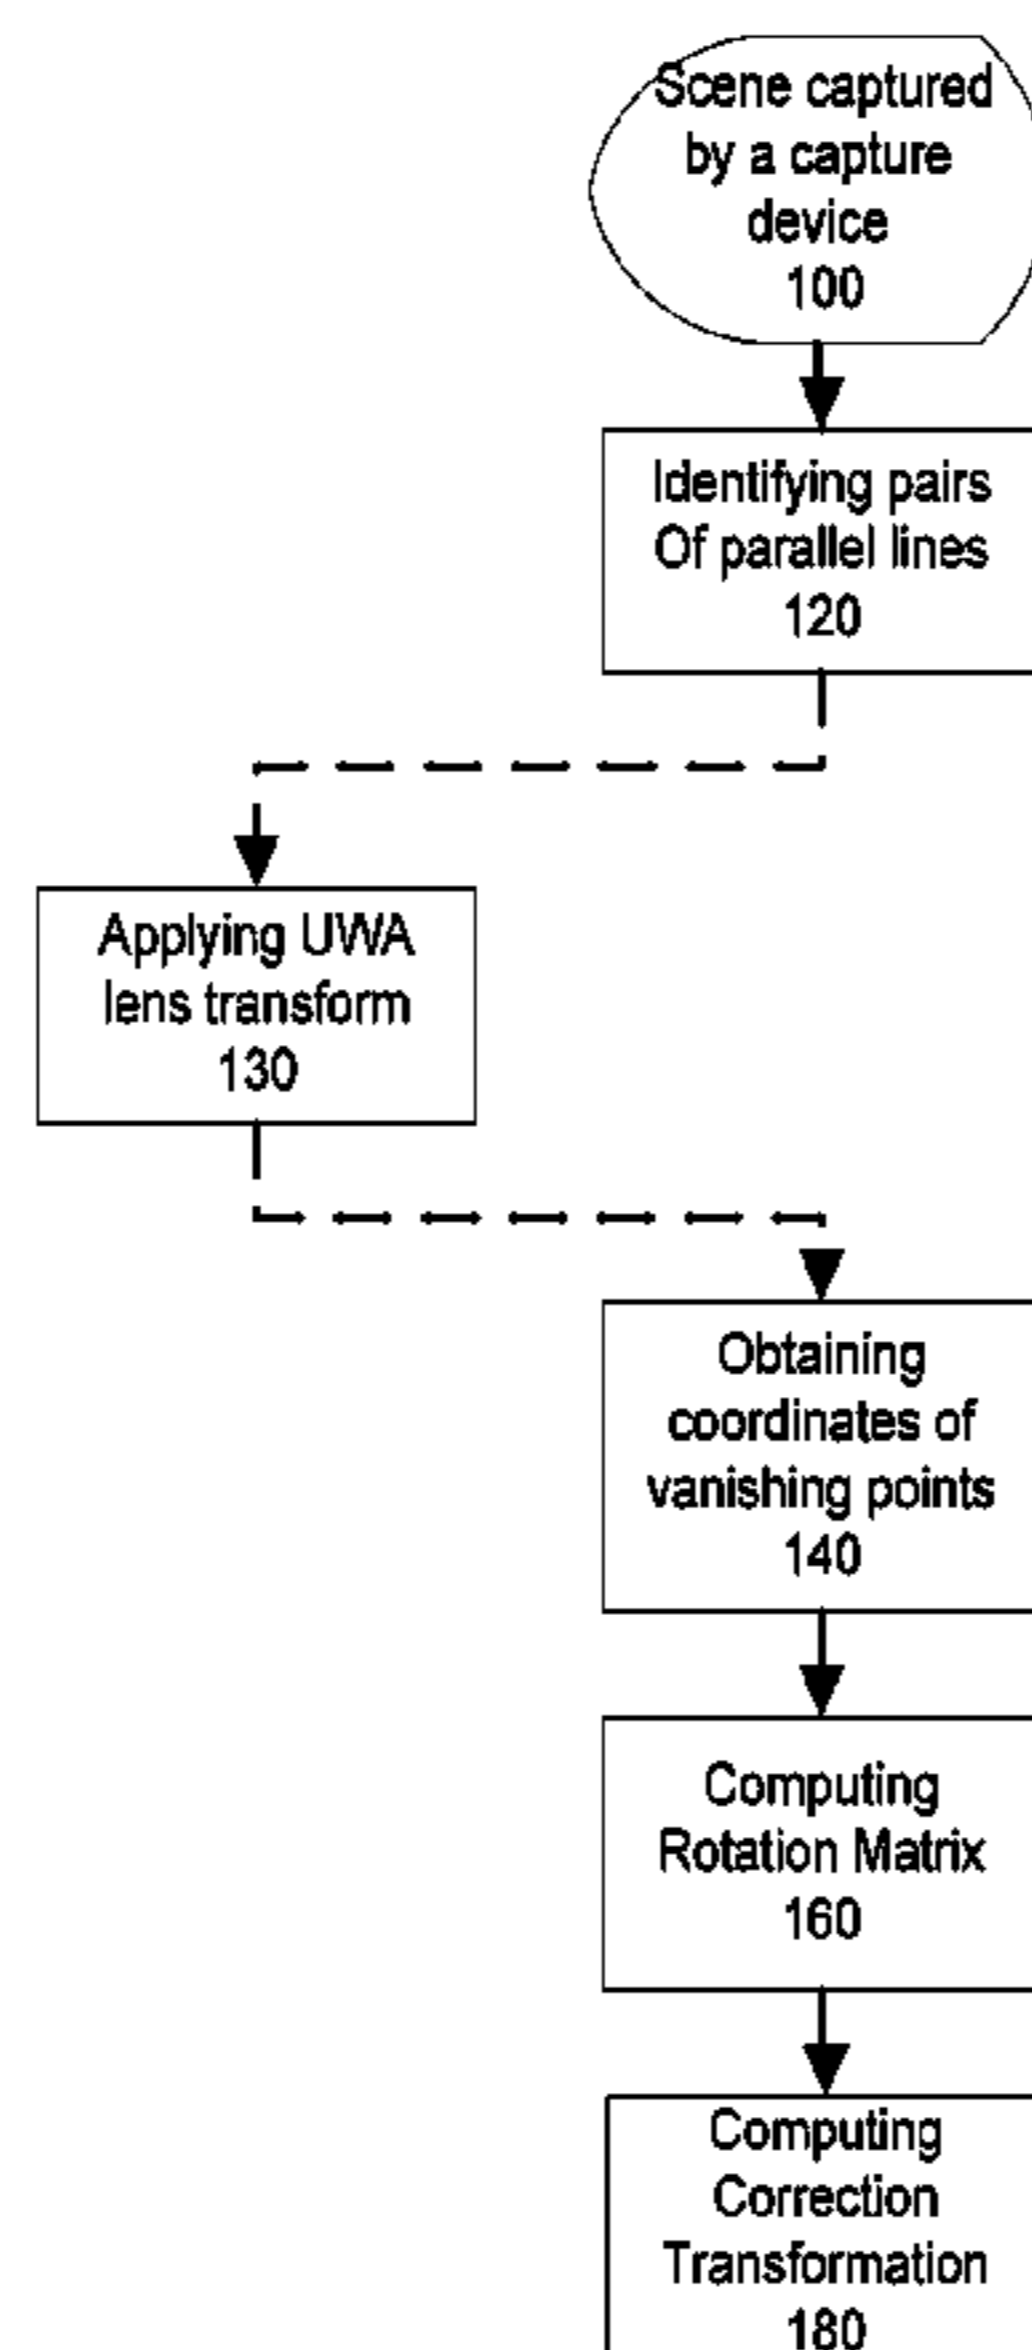 Scene captured
by a capture
device
100
Identifying pairs
Of parallel lines
120
Applying UWA
lens transform
130
Obtaining
coordinates of
vanishing points
140
Computing
Rotation Matrix
160
Computing
Correction
Transformation
180